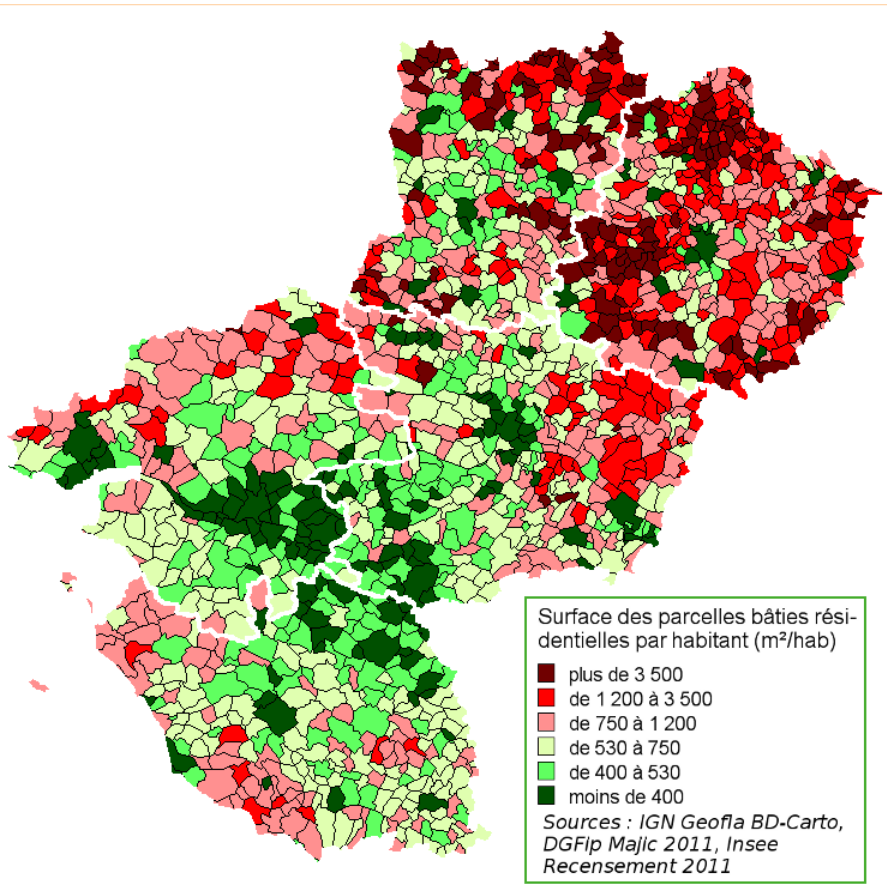 Surface des parcelles bâties rési-
dentielles par habitant (m²/hab)
plus de 3 500
de 1 200 à 3 500
de 750 à 1 200
de 530 à 750
de 400 à 530
moins de 400
Sources : IGN Geofla BD-Carto,
DGFip Majic 2011, Insee
Recensement 2011